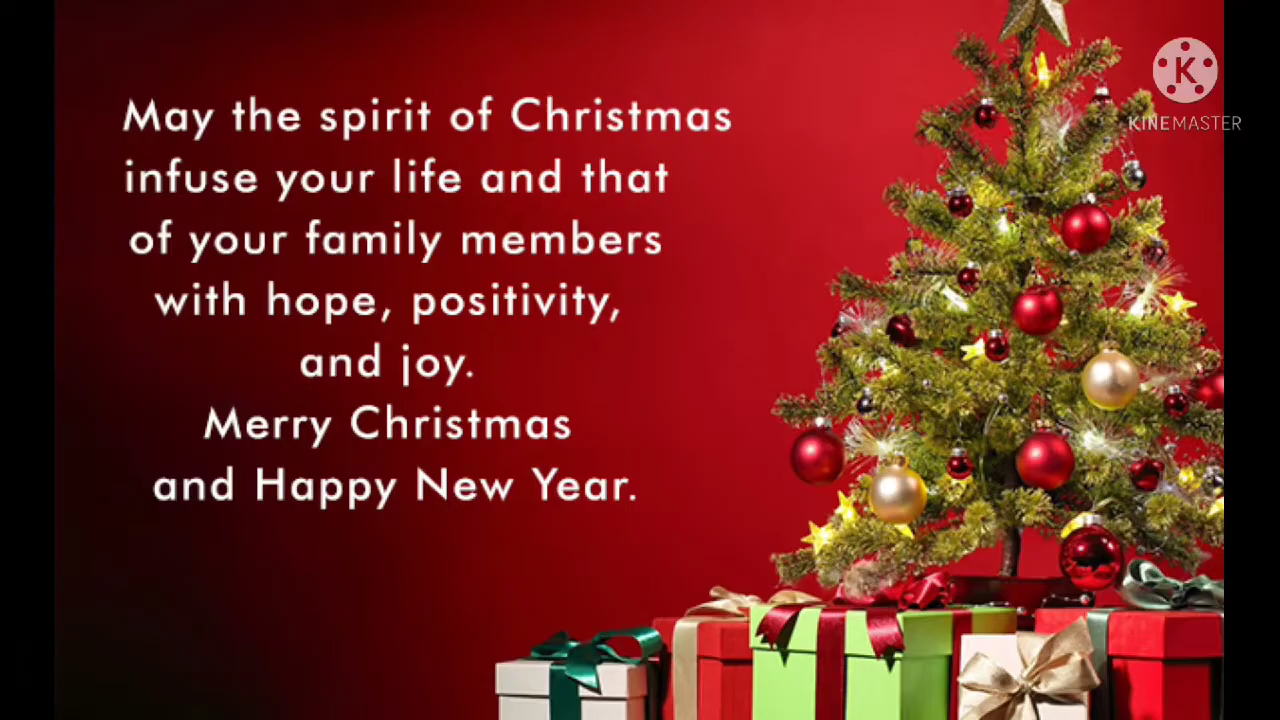 May the spirit of Christmas
infuse your life and that
of your family members
with hope, positivity,
and joy.
Merry Christmas
and Happy New Year.
K
KINEMASTER